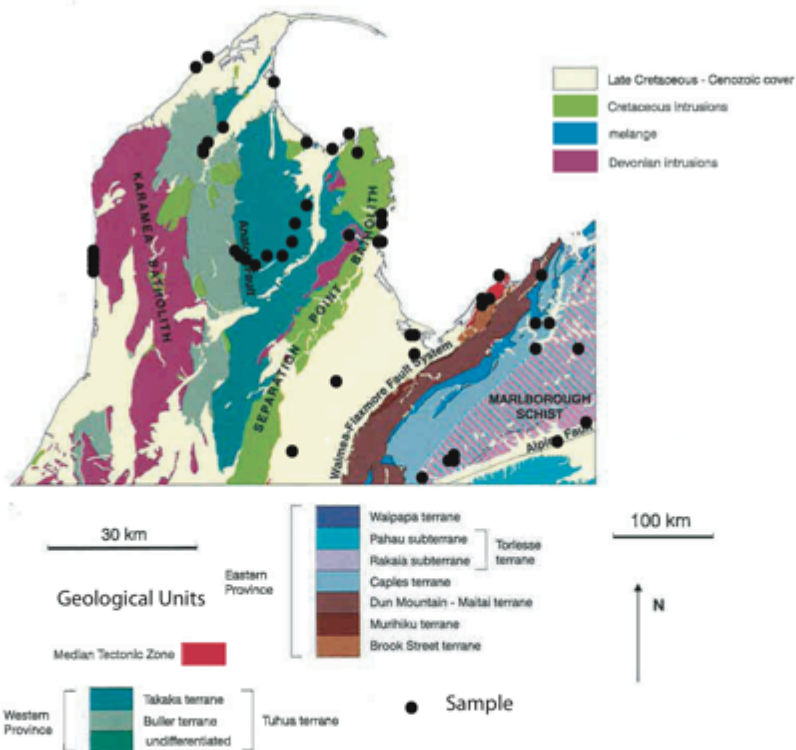 Late Cretaceous - Cenozoic cover
Cretaceous Intrusions
melange
Devonian intrusions
KARAMEA BATHOLITH
Anatoki Fault
SEPARATION POINT BATHOLITH
Waimea-Flaxmore Fault System
MARLBOROUGH
SCHIST
Alpine Fault
30 km
100 km
Geological Units
Median Tectonic Zone
Eastern
Province
Waipapa terrane
Pahau subterrane
Rakaia subterrane
Torlesse
terrane
Caples terrane
Dun Mountain - Maitai terrane
Murihiku terrane
Brook Street terrane
N
Western
Province
Takaka terrane
Buller terrane
undifferentiated
Tuhua terrane
Sample